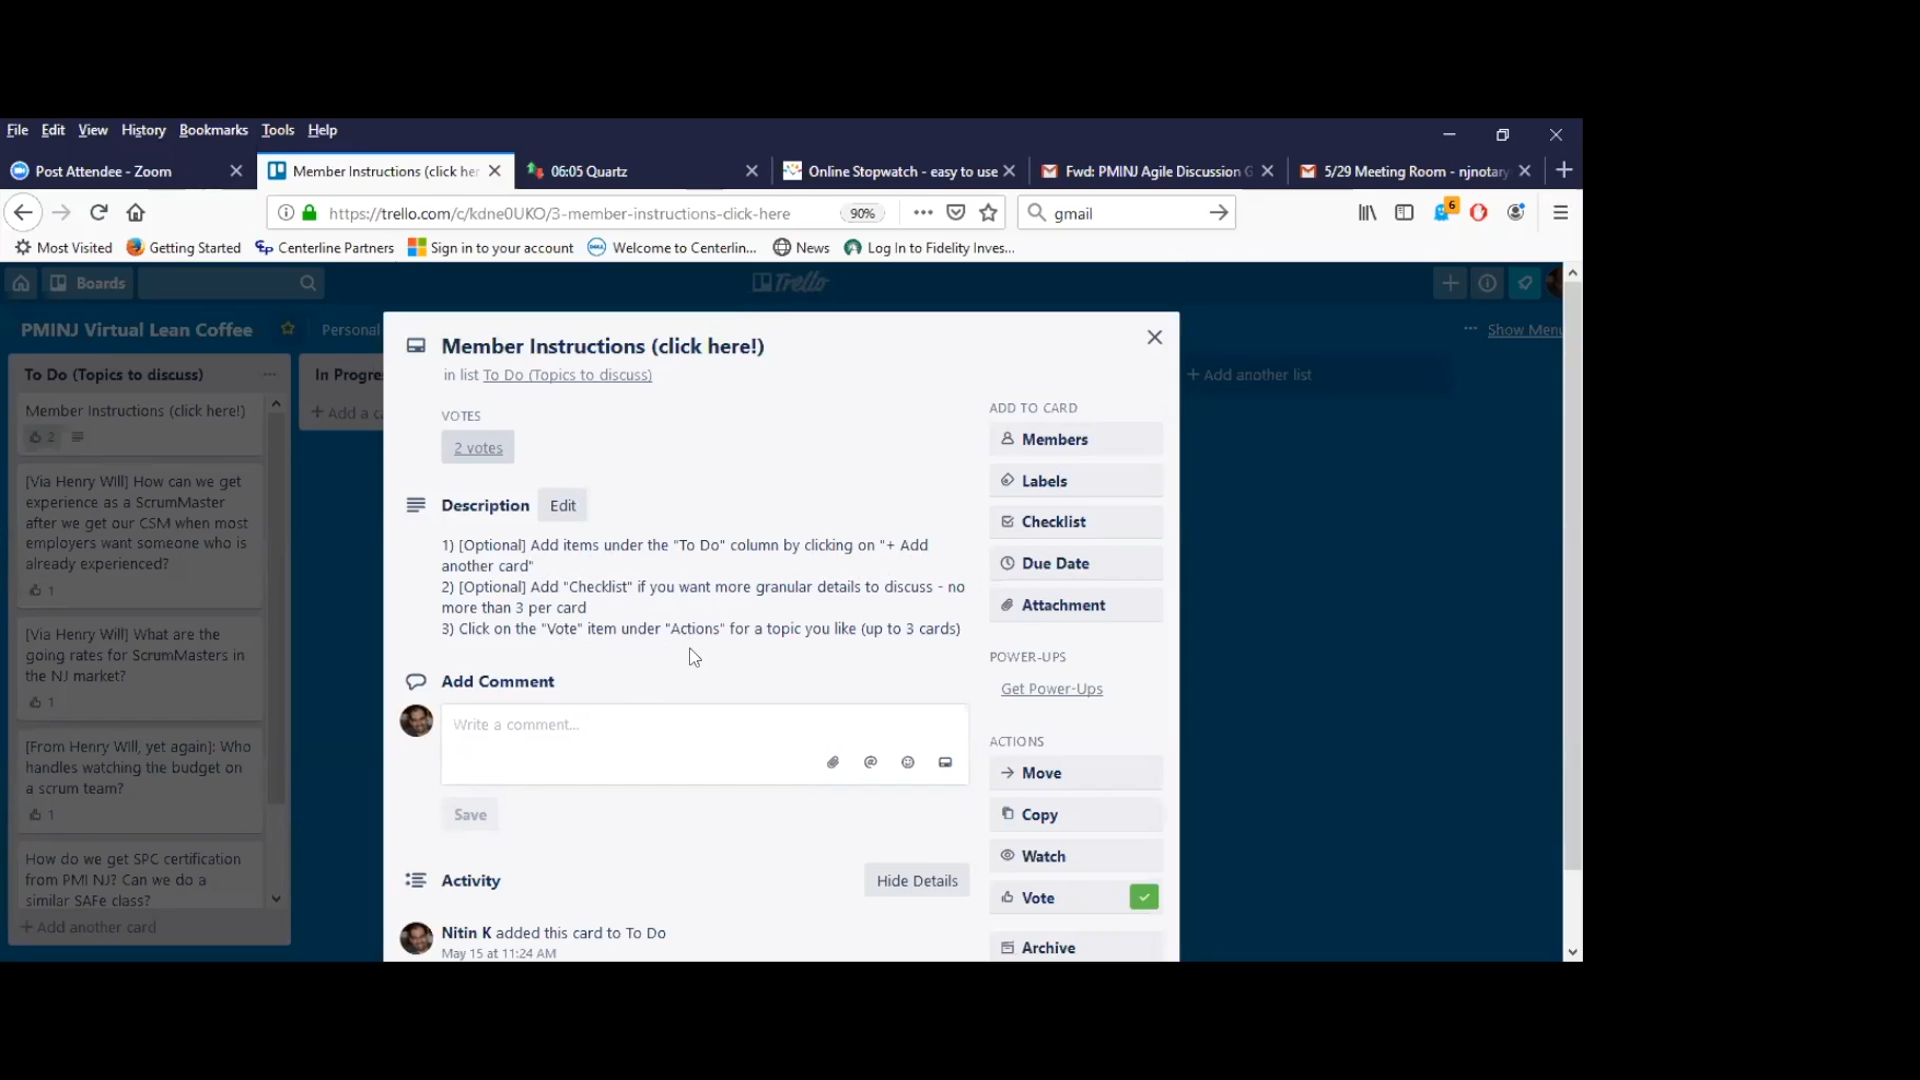 File Edit View History Bookmarks Tools Help
Post Attendee - Zoom
Member Instructions (click her
06:05 Quartz
Online Stopwatch - easy to use
Fwd: PMINJ Agile Discussion G
5/29 Meeting Room - njnotary
https://trello.com/c/kdne0UKO/3-member-instructions-click-here
90%
gmail
6
Most Visited
Getting Started
Centerline Partners
Sign in to your account
Welcome to Centerlin...
News
Log In to Fidelity Inves...
Boards
Trello
PMINJ Virtual Lean Coffee
Personal
Show Menu
To Do (Topics to discuss)
Member Instructions (click here!)
2
[Via Henry WIll] How can we get
experience as a ScrumMaster
after we get our CSM when most
employers want someone who is
already experienced?
1
[Via Henry Will] What are the
going rates for ScrumMasters in
the NJ market?
1
[From Henry WIll, yet again]: Who
handles watching the budget on
a scrum team?
1
How do we get SPC certification
from PMI NJ? Can we do a
similar SAFe class?
+ Add another card
In Progre
+ Add a ca
+ Add another list
Member Instructions (click here!)
in list To Do (Topics to discuss)
VOTES
2 votes
Description
Edit
1) [Optional] Add items under the "To Do" column by clicking on "+ Add
another card"
2) [Optional] Add "Checklist" if you want more granular details to discuss - no
more than 3 per card
3) Click on the "Vote" item under "Actions" for a topic you like (up to 3 cards)
Add Comment
Write a comment...
Save
Activity
Hide Details
Nitin K added this card to To Do
May 15 at 11:24 AM
ADD TO CARD
Members
Labels
Checklist
Due Date
Attachment
POWER-UPS
Get Power-Ups
ACTIONS
Move
Copy
Watch
Vote
Archive